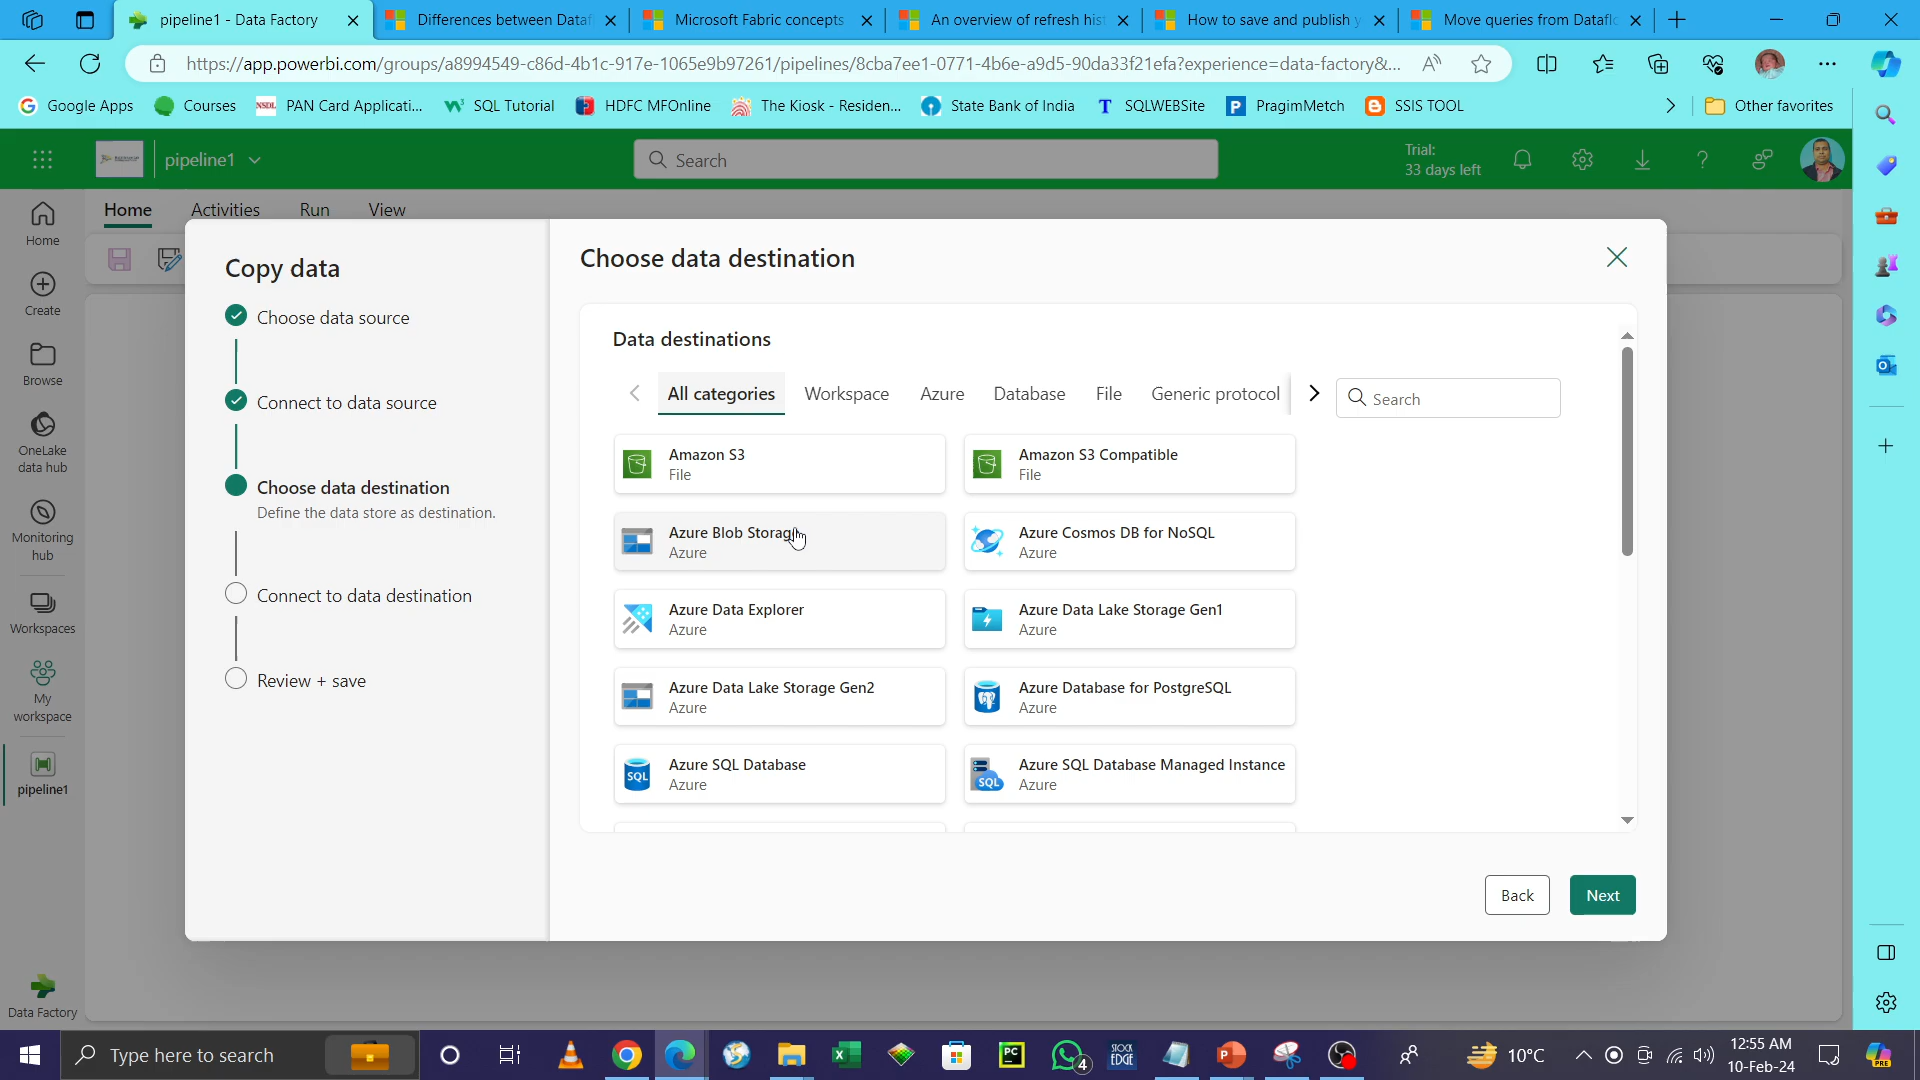 pipeline1 - Data Factory
Differences between Datafl
Microsoft Fabric concepts
An overview of refresh hist
How to save and publish y
Move queries from Dataflo
https://app.powerbi.com/groups/a8994549-c86d-4b1c-917e-1065e9b97261/pipelines/8cba7ee1-0771-4b6e-a9d5-90da33f21efa?experience=data-factory&...
Google Apps
Courses
PAN Card Applicati...
SQL Tutorial
HDFC MFOnline
The Kiosk - Residen...
State Bank of India
SQLWEBSite
PragimMetch
SSIS TOOL
Other favorites
pipeline1
Search
Trial:
33 days left
Home
Activities
Run
View
Home
Create
Browse
OneLake
data hub
Monitoring
hub
Workspaces
My
workspace
pipeline1
Data Factory
Copy data
Choose data source
Connect to data source
Choose data destination
Define the data store as destination.
Connect to data destination
Review + save
Choose data destination
Data destinations
All categories
Workspace
Azure
Database
File
Generic protocol
Search
Amazon S3
File
Amazon S3 Compatible
File
Azure Blob Storage
Azure
Azure Cosmos DB for NoSQL
Azure
Azure Data Explorer
Azure
Azure Data Lake Storage Gen1
Azure
Azure Data Lake Storage Gen2
Azure
Azure Database for PostgreSQL
Azure
Azure SQL Database
Azure
Azure SQL Database Managed Instance
Azure
Back
Next
Type here to search
STOCK
EDGE
4
10°C
12:55 AM
10-Feb-24